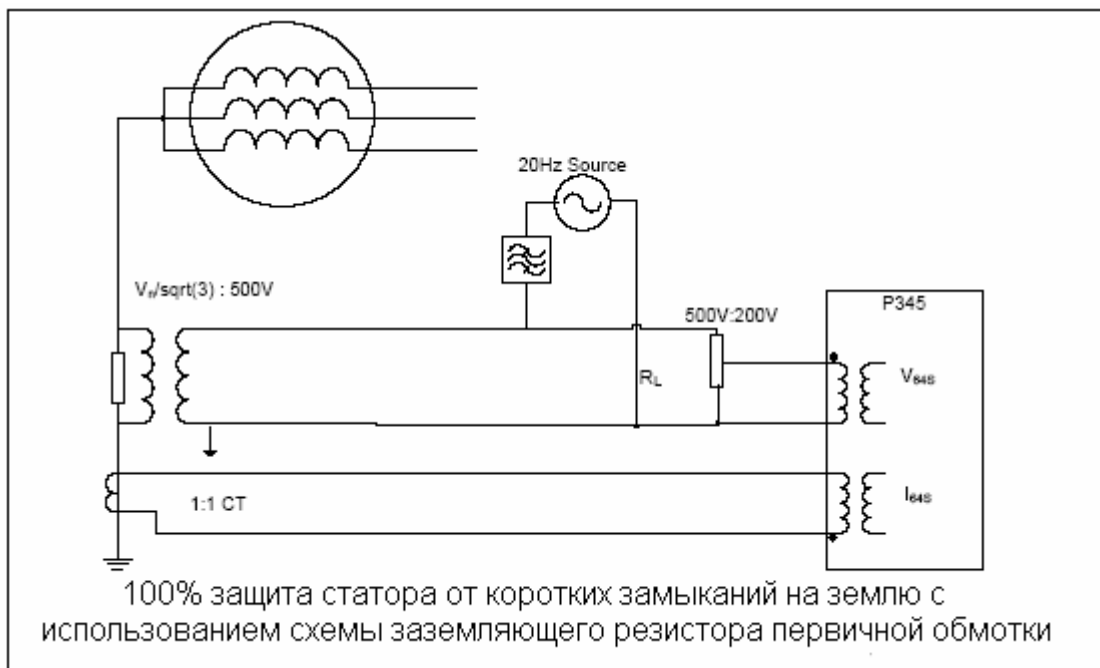 20Hz Source
Vn/sqrt(3) : 500V
500V:200V
P345
RL
V64S
I64S
1:1 CT
100% защита статора от коротких замыканий на землю с
использованием схемы заземляющего резистора первичной обмотки